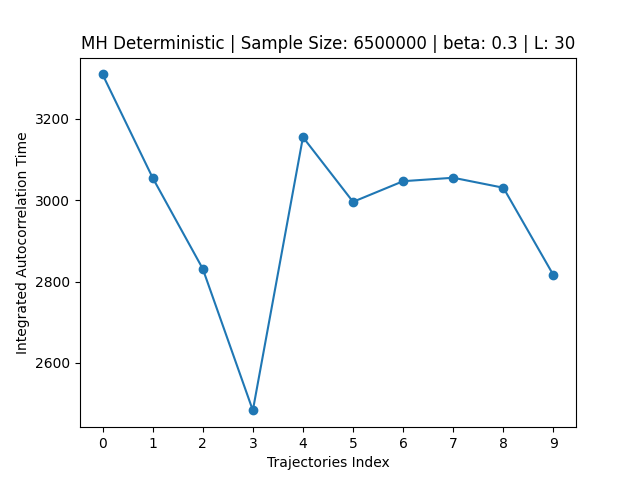 MH Deterministic | Sample Size: 6500000 | beta: 0.3 | L: 30
Integrated Autocorrelation Time
3200
3000
2800
2600
0 1 2 3 4 5 6 7 8 9
Trajectories Index